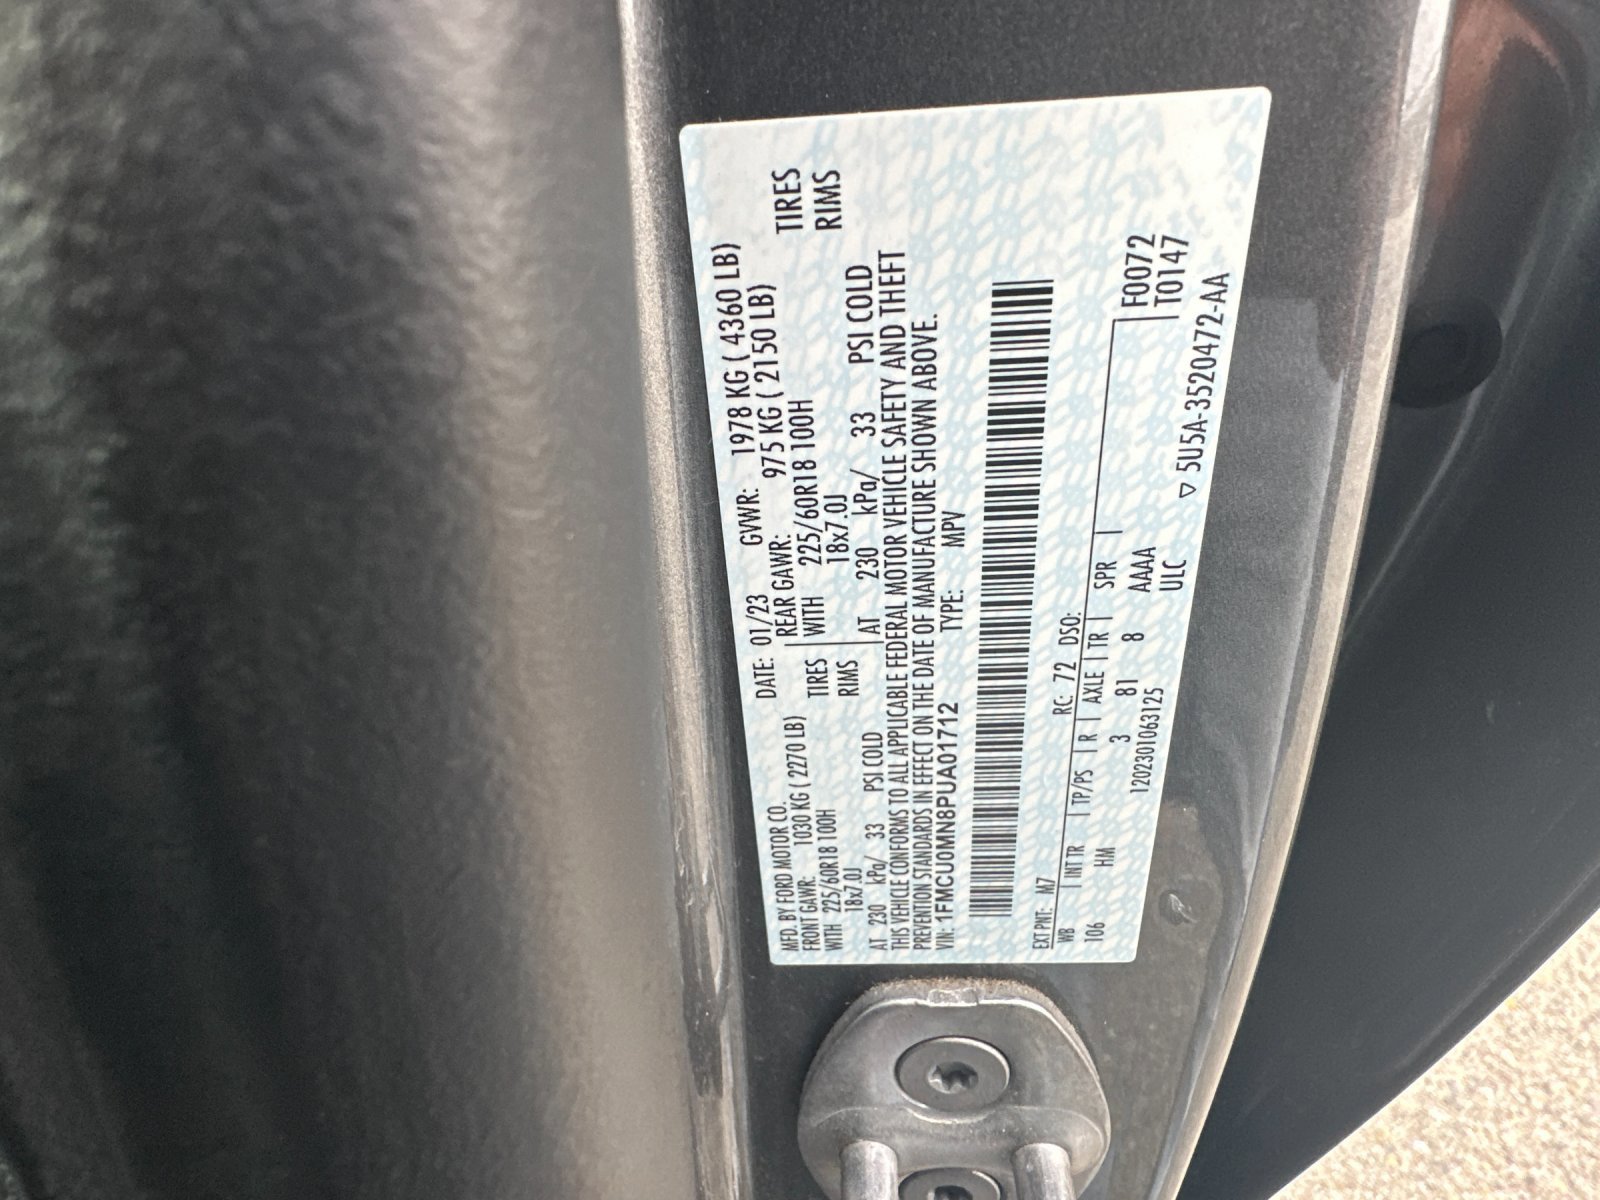 MFD. BY FORD MOTOR CO.
DATE: 01/23 GVWR: 1978 KG ( 4360 LB)
FRONT GAWR: 1030 KG ( 2270 LB) REAR GAWR: 975 KG ( 2150 LB)
WITH 225/60R18 100H TIRES WITH 225/60R18 100H TIRES
18x7.0J RIMS 18x7.0J RIMS
AT 230 kPa/ 33 PSI COLD AT 230 kPa/ 33 PSI COLD
THIS VEHICLE CONFORMS TO ALL APPLICABLE FEDERAL MOTOR VEHICLE SAFETY AND THEFT
PREVENTION STANDARDS IN EFFECT ON THE DATE OF MANUFACTURE SHOWN ABOVE.
VIN: 1FMCU0MN8PUA01712 TYPE: MPV
EXT PNT: M7 RC: 72 DSO: F0072
WB INT TR TP/PS R AXLE TR SPR T0147
106 HM 3 81 8 AAAA
1202301063125 ULC ▽ 5U5A-3520472-AA